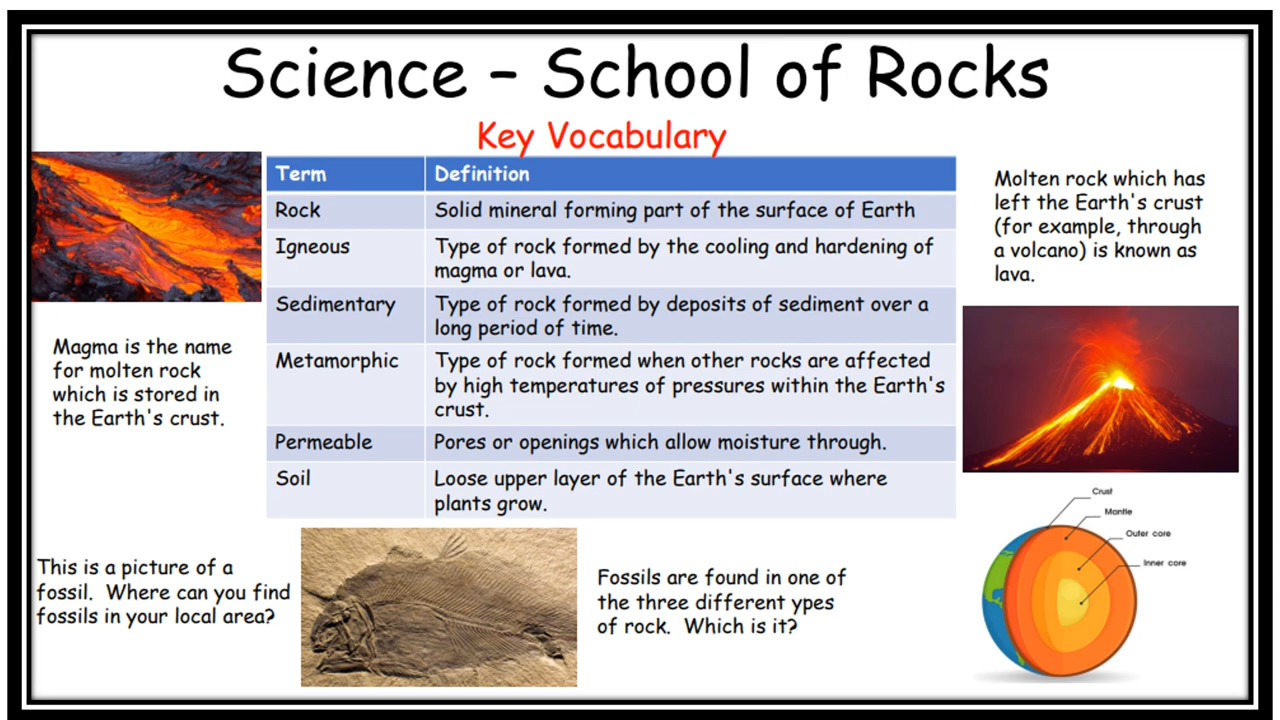 Science – School of Rocks
Key Vocabulary
Term
Definition
Rock
Solid mineral forming part of the surface of Earth
Igneous
Type of rock formed by the cooling and hardening of
magma or lava.
Sedimentary
Type of rock formed by deposits of sediment over a
long period of time.
Metamorphic
Type of rock formed when other rocks are affected
by high temperatures of pressures within the Earth's
crust.
Permeable
Pores or openings which allow moisture through.
Soil
Loose upper layer of the Earth's surface where
plants grow.
Magma is the name
for molten rock
which is stored in
the Earth's crust.
Molten rock which has
left the Earth's crust
(for example, through
a volcano) is known as
lava.
This is a picture of a
fossil. Where can you find
fossils in your local area?
Fossils are found in one of
the three different ypes
of rock. Which is it?
Crust
Mantle
Outer core
Inner core